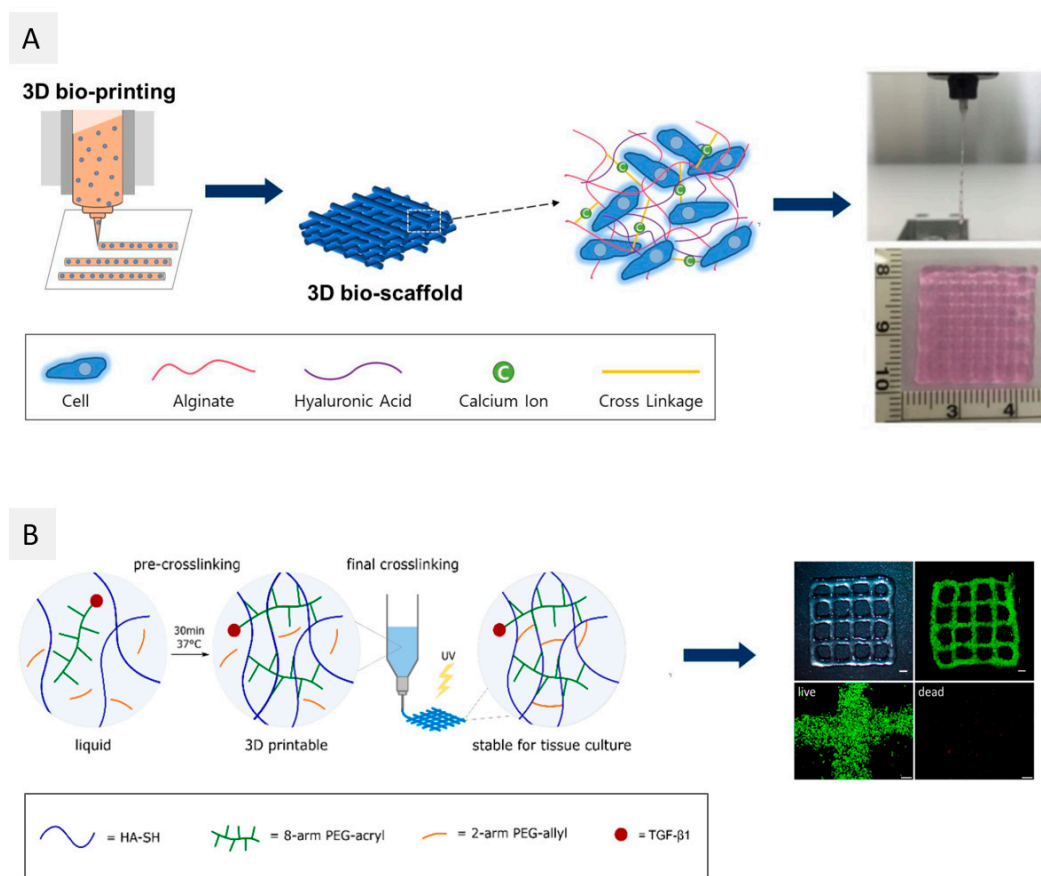 A
3D bio-printing
3D bio-scaffold
C
C
C
C
C
C
8
9
10
3 4
C
Cell Alginate Hyaluronic Acid Calcium Ion Cross Linkage
B
pre-crosslinking final crosslinking
30min
37°C
UV
liquid 3D printable stable for tissue culture
live dead
= HA-SH = 8-arm PEG-acryl = 2-arm PEG-allyl = TGF-β1